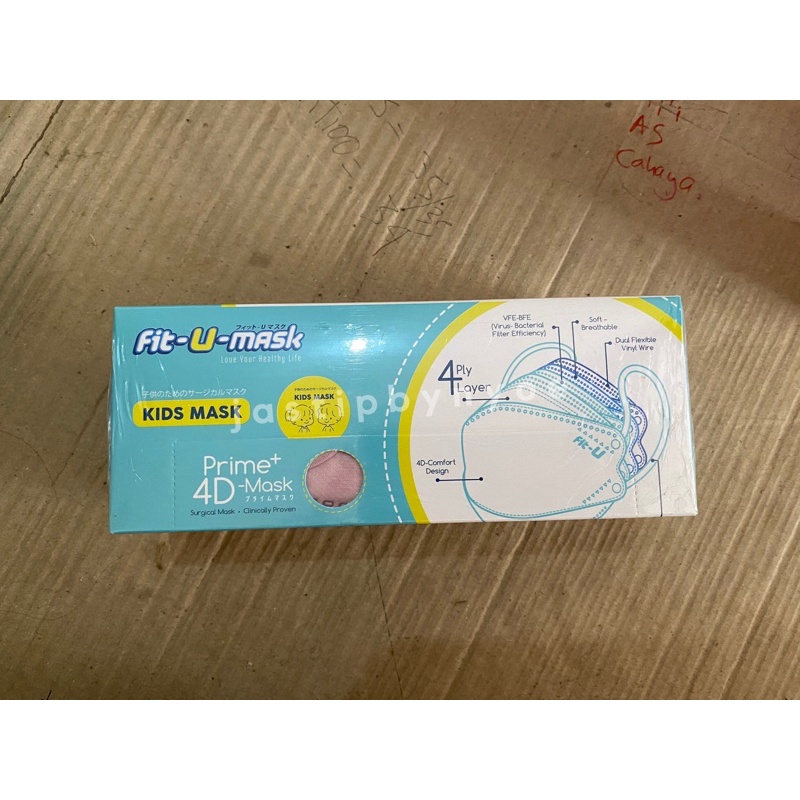 AS
Cahaya.
フィット-Uマスク
Fit-U-mask
Love Your Healthy Life
子供のためのサージカルマスク
KIDS MASK
KIDS MASK
Prime+
4D-Mask
プライムマスク
Surgical Mask • Clinically Proven
4 Ply
Layer
VFE-BFE
(Virus- Bacterial
Filter Efficiency)
Soft -
Breathable
Dual Flexible
Vinyl Wire
4D-Comfort
Design
Fit-U